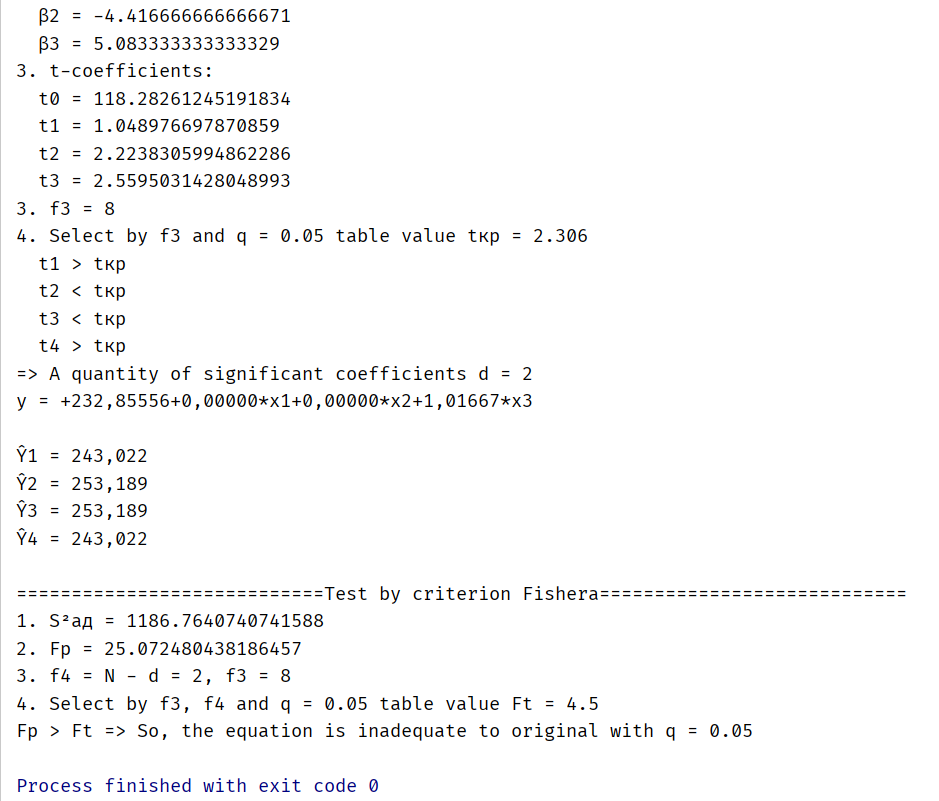 β2 = -4.416666666666671
β3 = 5.083333333333329
3. t-coefficients:
t0 = 118.28261245191834
t1 = 1.048976697870859
t2 = 2.2238305994862286
t3 = 2.5595031428048993
3. f3 = 8
4. Select by f3 and q = 0.05 table value tкр = 2.306
t1 > tкр
t2 < tкр
t3 < tкр
t4 > tкр
=> A quantity of significant coefficients d = 2
y = +232,85556+0,00000*x1+0,00000*x2+1,01667*x3
Ŷ1 = 243,022
Ŷ2 = 253,189
Ŷ3 = 253,189
Ŷ4 = 243,022
============================Test by criterion Fishera============================
1. S²ад = 1186.7640740741588
2. Fp = 25.072480438186457
3. f4 = N - d = 2, f3 = 8
4. Select by f3, f4 and q = 0.05 table value Ft = 4.5
Fp > Ft => So, the equation is inadequate to original with q = 0.05
Process finished with exit code 0